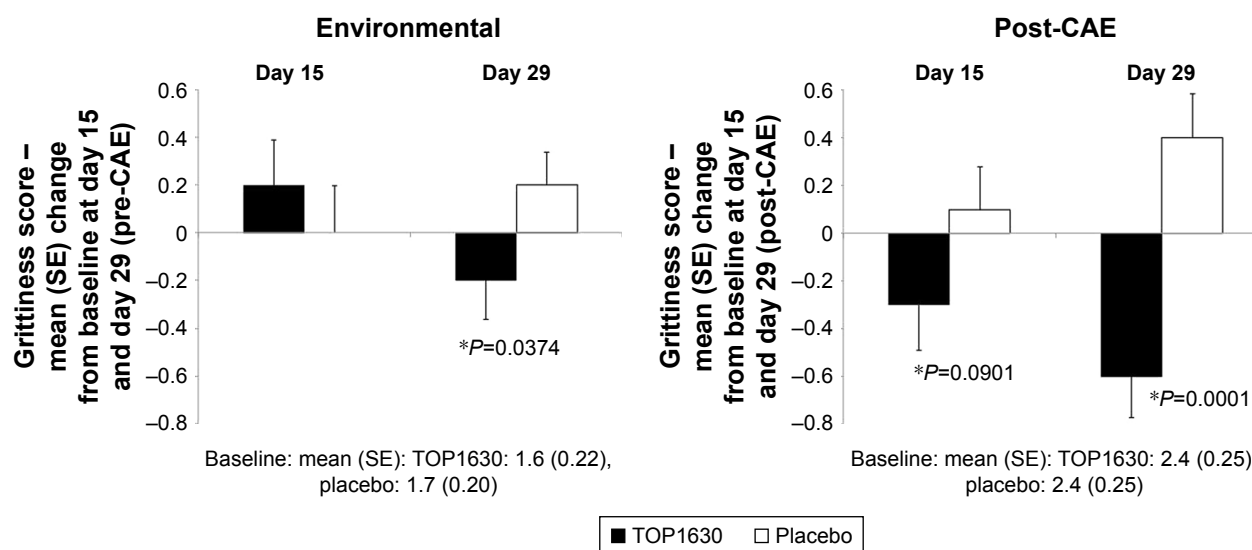 Environmental
Day 15 Day 29
Grittiness score –
mean (SE) change
from baseline at day 15
and day 29 (pre-CAE)
0.6
0.4
0.2
0
–0.2
–0.4
–0.6
–0.8
*P=0.0374
Baseline: mean (SE): TOP1630: 1.6 (0.22),
placebo: 1.7 (0.20)
Post-CAE
Day 15 Day 29
Grittiness score –
mean (SE) change
from baseline at day 15
and day 29 (post-CAE)
0.6
0.4
0.2
0
–0.2
–0.4
–0.6
–0.8
*P=0.0901
*P=0.0001
Baseline: mean (SE): TOP1630: 2.4 (0.25)
placebo: 2.4 (0.25)
TOP1630 Placebo